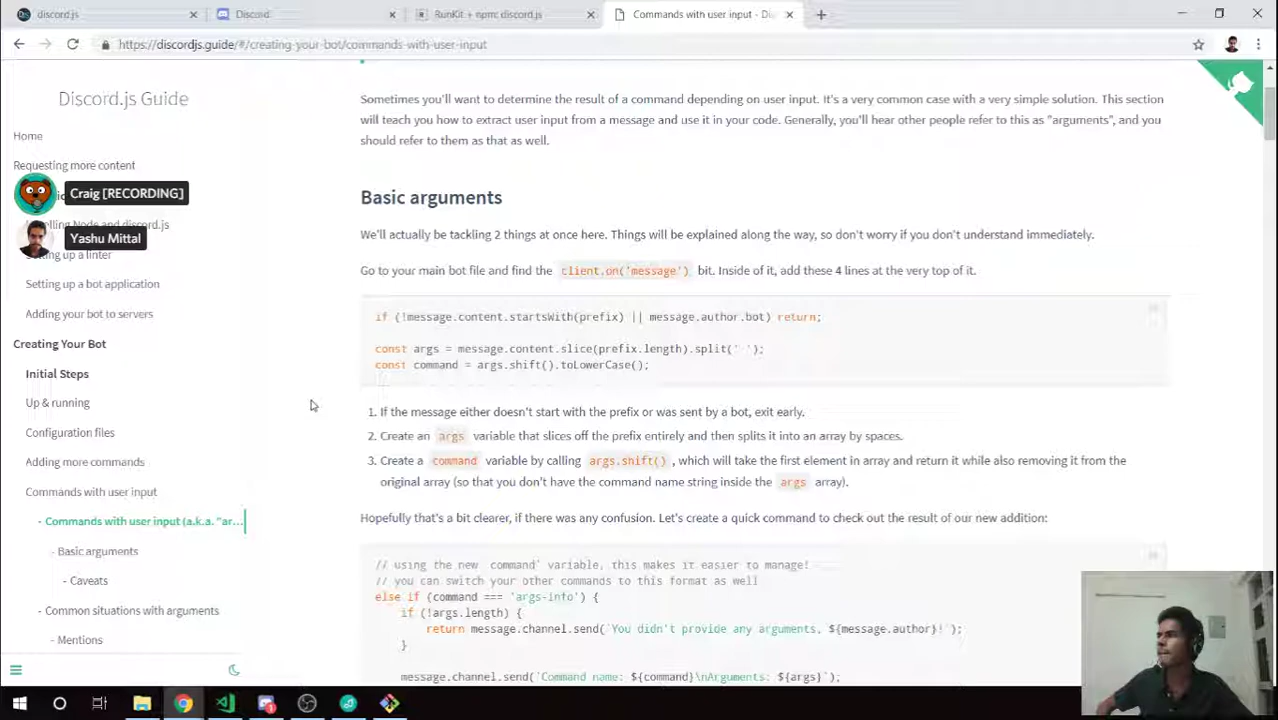 discord.js
Discord
RunKit + npm: discord.js
Commands with user input - Di
https://discordjs.guide/#/creating-your-bot/commands-with-user-input
Discord.js Guide
Home
Requesting more content
Craig [RECORDING]
Installing Node and discord.js
Yashu Mittal
Setting up a linter
Setting up a bot application
Adding your bot to servers
Creating Your Bot
Initial Steps
Up & running
Configuration files
Adding more commands
Commands with user input
- Commands with user input (a.k.a. "ar...
- Basic arguments
- Caveats
- Common situations with arguments
- Mentions
Sometimes you'll want to determine the result of a command depending on user input. It's a very common case with a very simple solution. This section
will teach you how to extract user input from a message and use it in your code. Generally, you'll hear other people refer to this as "arguments", and you
should refer to them as that as well.
Basic arguments
We'll actually be tackling 2 things at once here. Things will be explained along the way, so don't worry if you don't understand immediately.
Go to your main bot file and find the client.on('message') bit. Inside of it, add these 4 lines at the very top of it.
if (!message.content.startsWith(prefix) || message.author.bot) return;
const args = message.content.slice(prefix.length).split(' ');
const command = args.shift().toLowerCase();
1. If the message either doesn't start with the prefix or was sent by a bot, exit early.
2. Create an args variable that slices off the prefix entirely and then splits it into an array by spaces.
3. Create a command variable by calling args.shift() , which will take the first element in array and return it while also removing it from the
original array (so that you don't have the command name string inside the args array).
Hopefully that's a bit clearer, if there was any confusion. Let's create a quick command to check out the result of our new addition:
// using the new `command` variable, this makes it easier to manage!
// you can switch your other commands to this format as well
else if (command === 'args-info') {
if (!args.length) {
return message.channel.send(`You didn't provide any arguments, ${message.author}!`);
}
message.channel.send(`Command name: ${command}\nArguments: ${args}`);